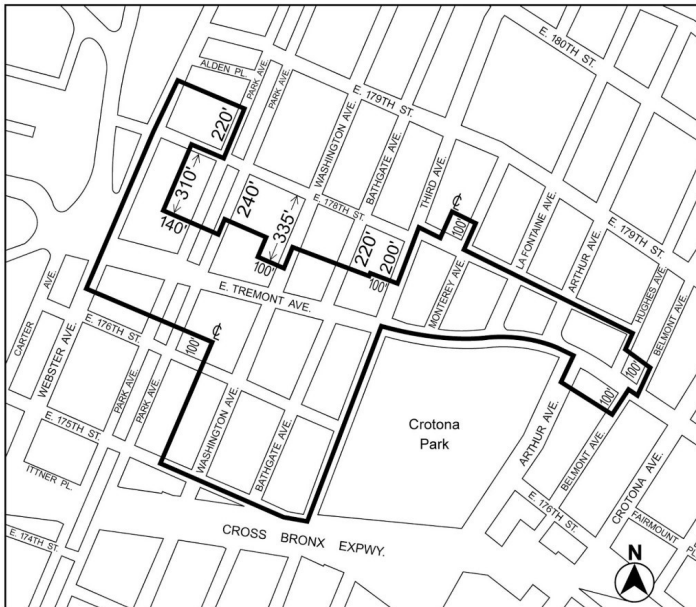 E. 180TH ST.
ALDEN PL.
PARK AVE.
PARK AVE.
E. 179TH ST.
220'
WASHINGTON AVE.
BATHGATE AVE.
THIRD AVE.
310'
240'
E. 178TH ST.
℄
100'
LA FONTAINE AVE.
ARTHUR AVE.
E. 179TH ST.
140'
335'
220'
200'
100'
100'
MONTEREY AVE.
HUGHES AVE.
BELMONT AVE.
E. TREMONT AVE.
CARTER
AVE.
WEBSTER AVE.
E. 176TH ST.
100'
℄
100'
100'
PARK AVE.
PARK AVE.
WASHINGTON AVE.
BATHGATE AVE.
Crotona
Park
ARTHUR AVE.
BELMONT AVE.
CROTONA AVE.
E. 175TH ST.
ITTNER PL.
E. 176TH ST.
FAIRMOUNT
E. 174TH ST.
CROSS BRONX EXPWY.
N